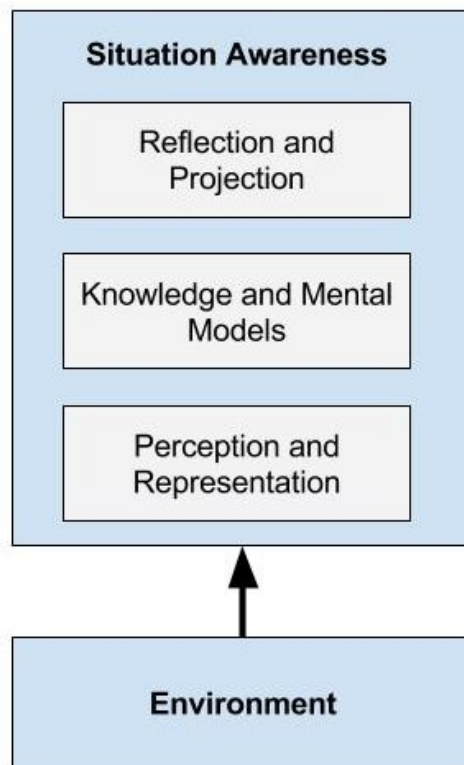 Situation Awareness
Reflection and
Projection
Knowledge and Mental
Models
Perception and
Representation
Environment